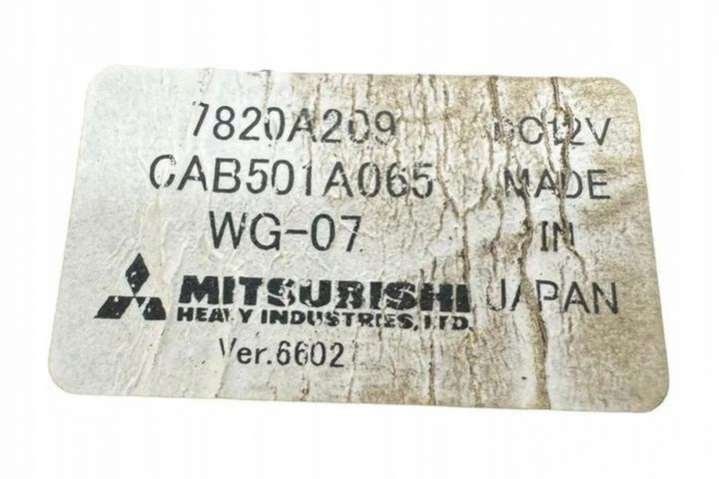 7820A209 DC12V
CAB501A065 MADE
WG-07 IN
MITSUBISHI JAPAN
HEAVY INDUSTRIES, LTD.
Ver.6602